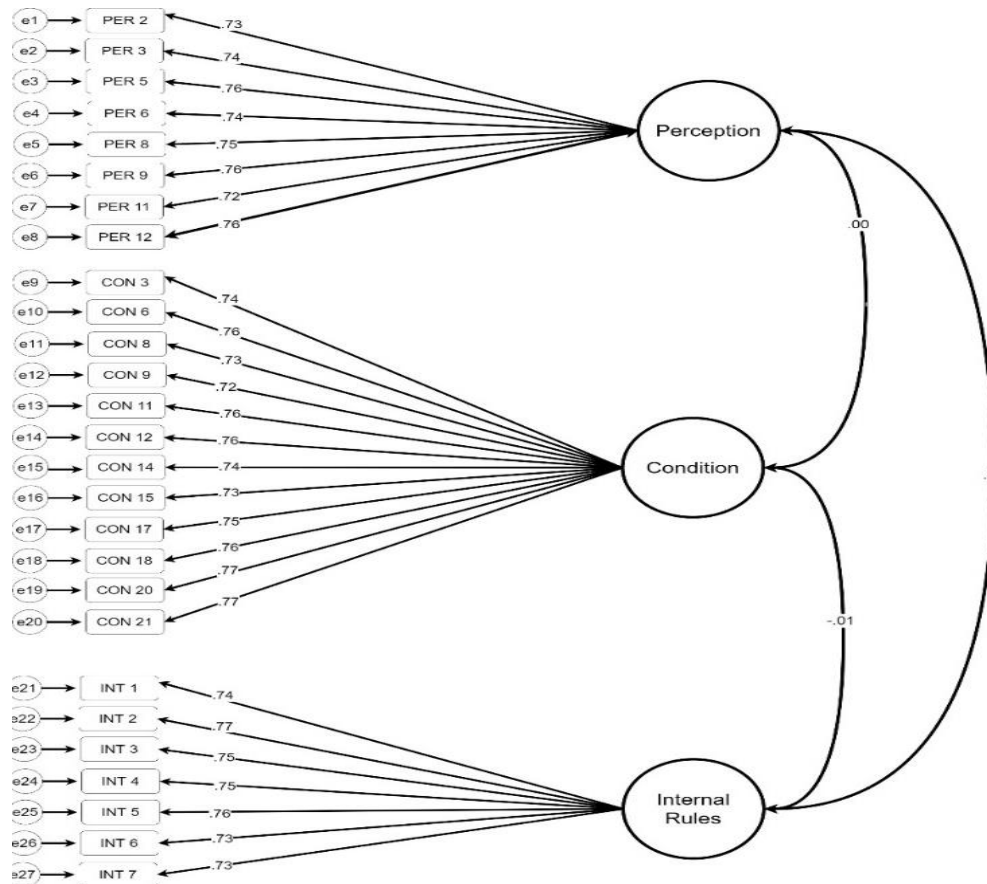 e1 PER 2 .73
e2 PER 3 .74
e3 PER 5 .76
e4 PER 6 .74
e5 PER 8 .75
e6 PER 9 .76
e7 PER 11 .72
e8 PER 12 .76
Perception
.00
e9 CON 3 .74
e10 CON 6 .76
e11 CON 8 .73
e12 CON 9 .72
e13 CON 11 .76
e14 CON 12 .76
e15 CON 14 .74
e16 CON 15 .73
e17 CON 17 .75
e18 CON 18 .76
e19 CON 20 .77
e20 CON 21 .77
Condition
-.01
e21 INT 1 .74
e22 INT 2 .77
e23 INT 3 .75
e24 INT 4 .75
e25 INT 5 .76
e26 INT 6 .73
e27 INT 7 .73
Internal
Rules